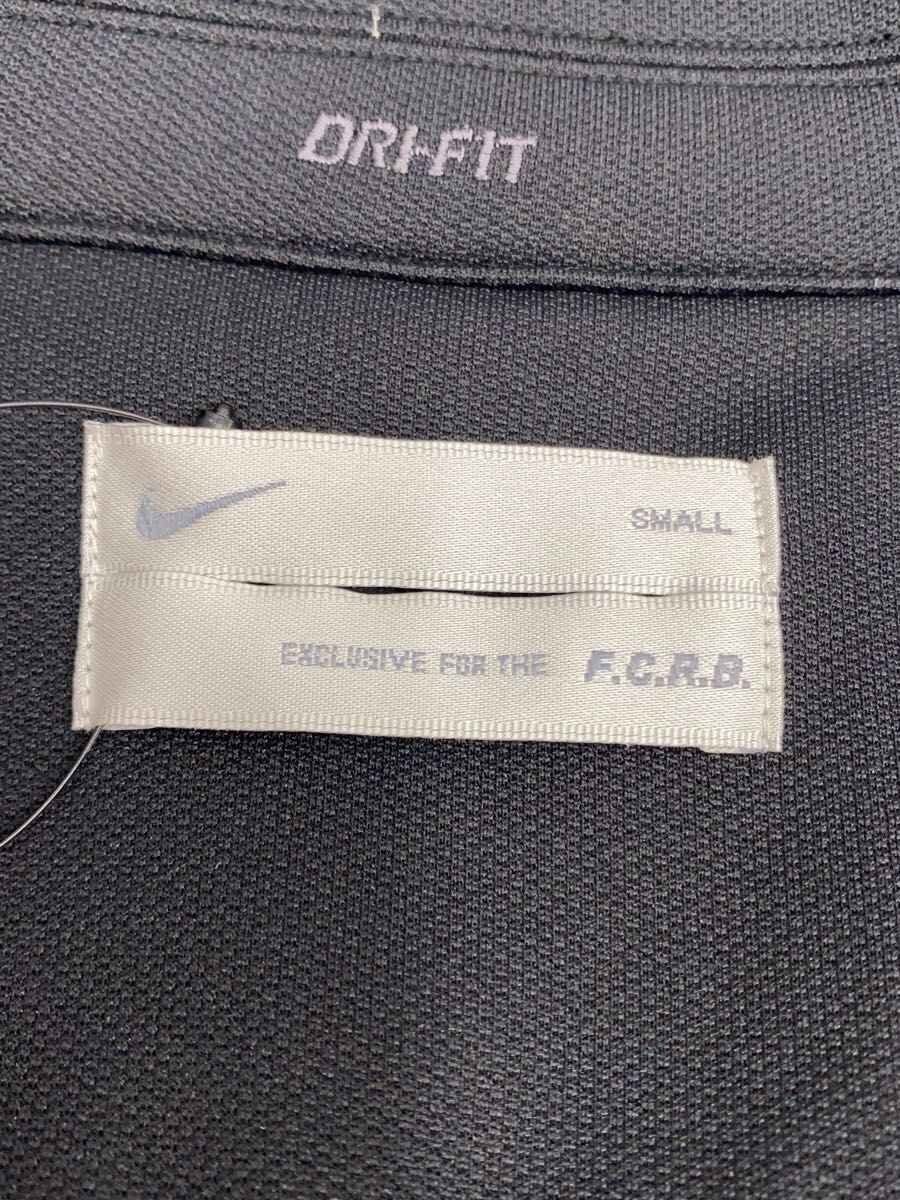 DRI-FIT
SMALL
EXCLUSIVE FOR THE F.C.R.B.